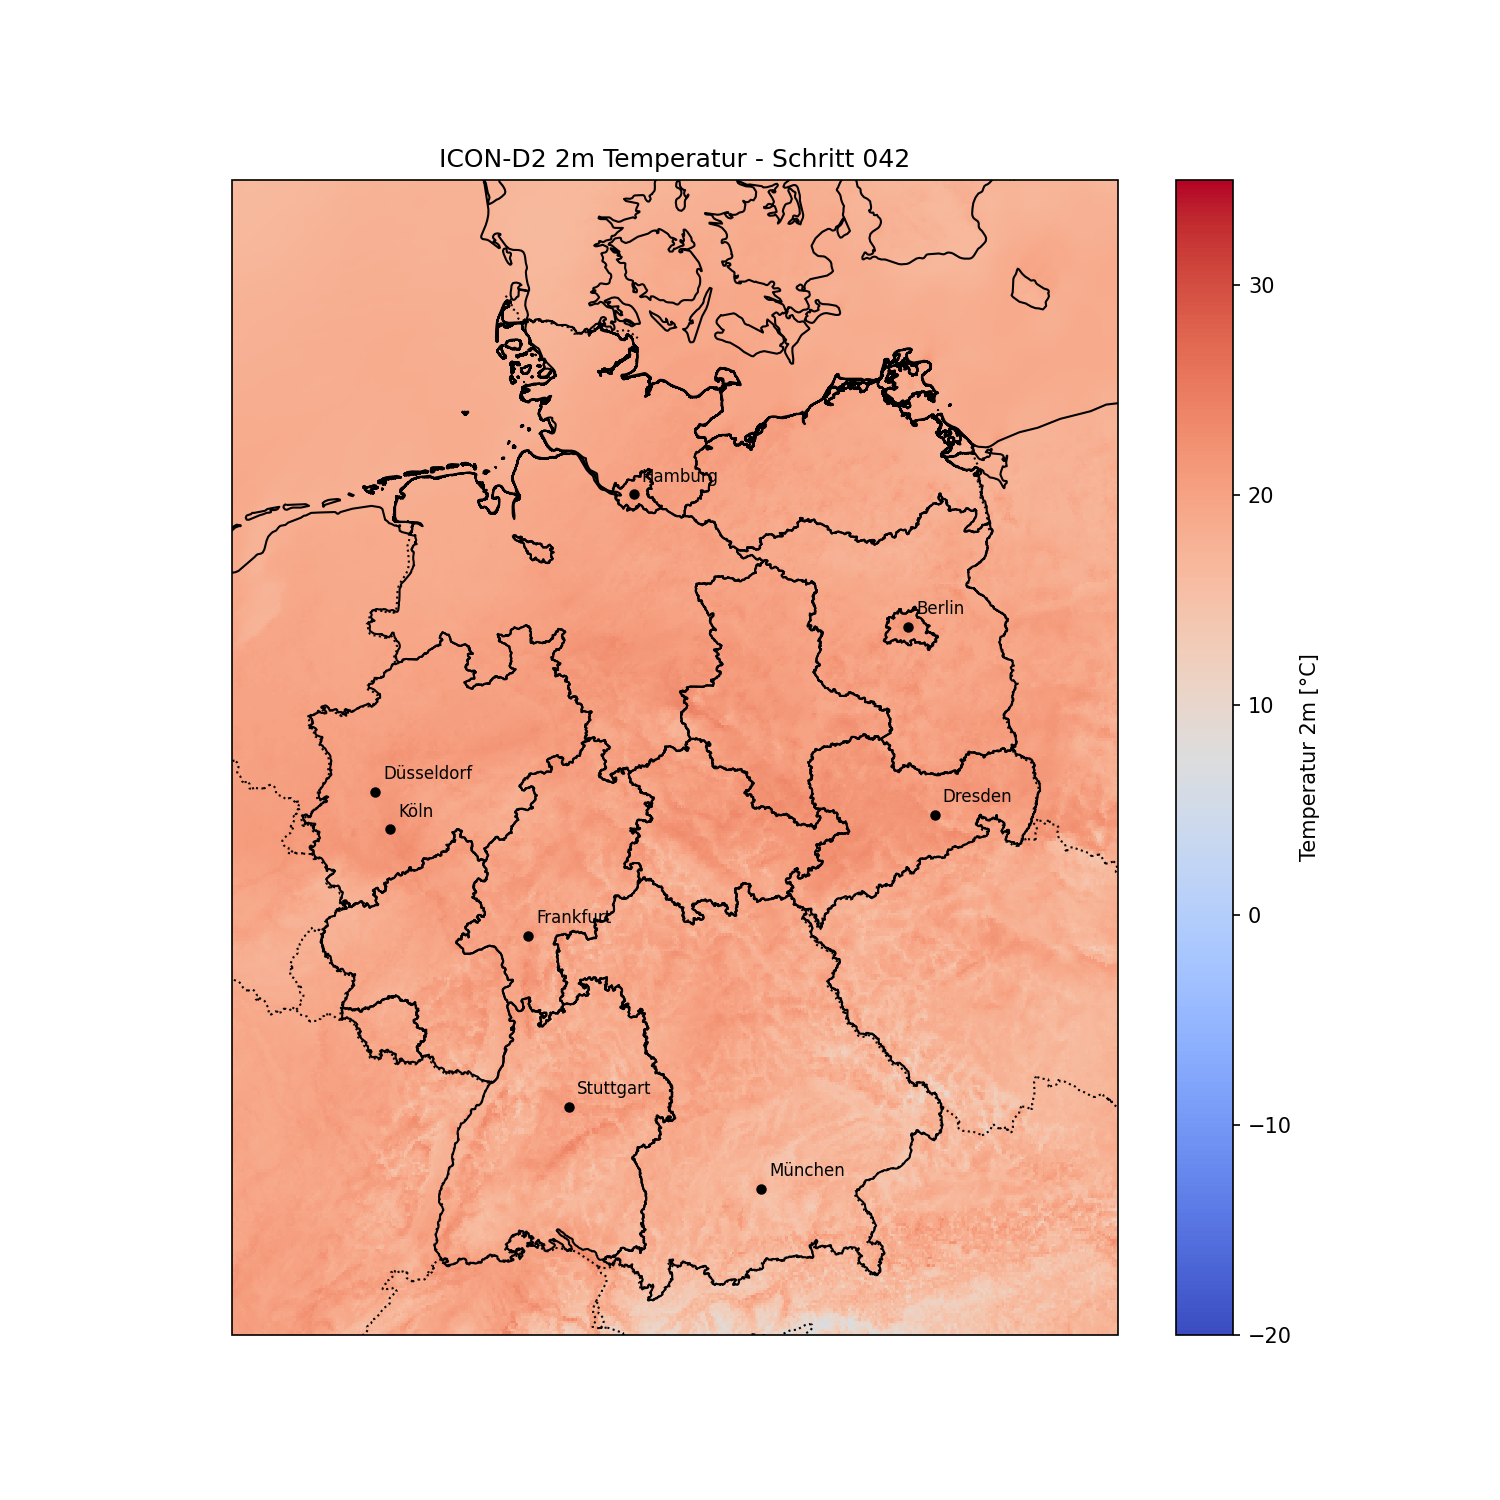 ICON-D2 2m Temperatur - Schritt 042
Hamburg
Berlin
Düsseldorf
Köln
Dresden
Frankfurt
Stuttgart
München
30
20
10
0
−10
−20
Temperatur 2m [°C]